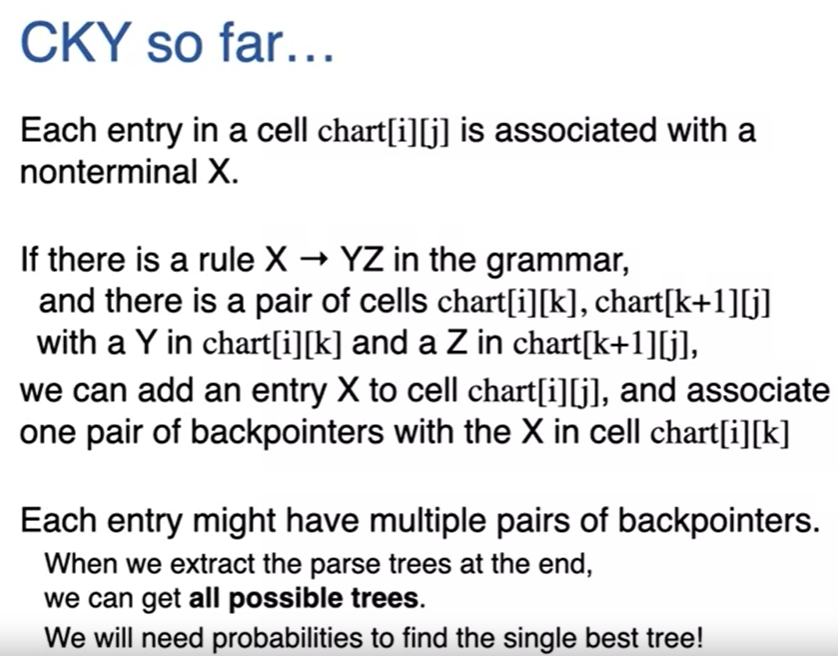 CKY so far…
Each entry in a cell chart[i][j] is associated with a
nonterminal X.
If there is a rule X → YZ in the grammar,
and there is a pair of cells chart[i][k], chart[k+1][j]
with a Y in chart[i][k] and a Z in chart[k+1][j],
we can add an entry X to cell chart[i][j], and associate
one pair of backpointers with the X in cell chart[i][k]
Each entry might have multiple pairs of backpointers.
When we extract the parse trees at the end,
we can get all possible trees.
We will need probabilities to find the single best tree!